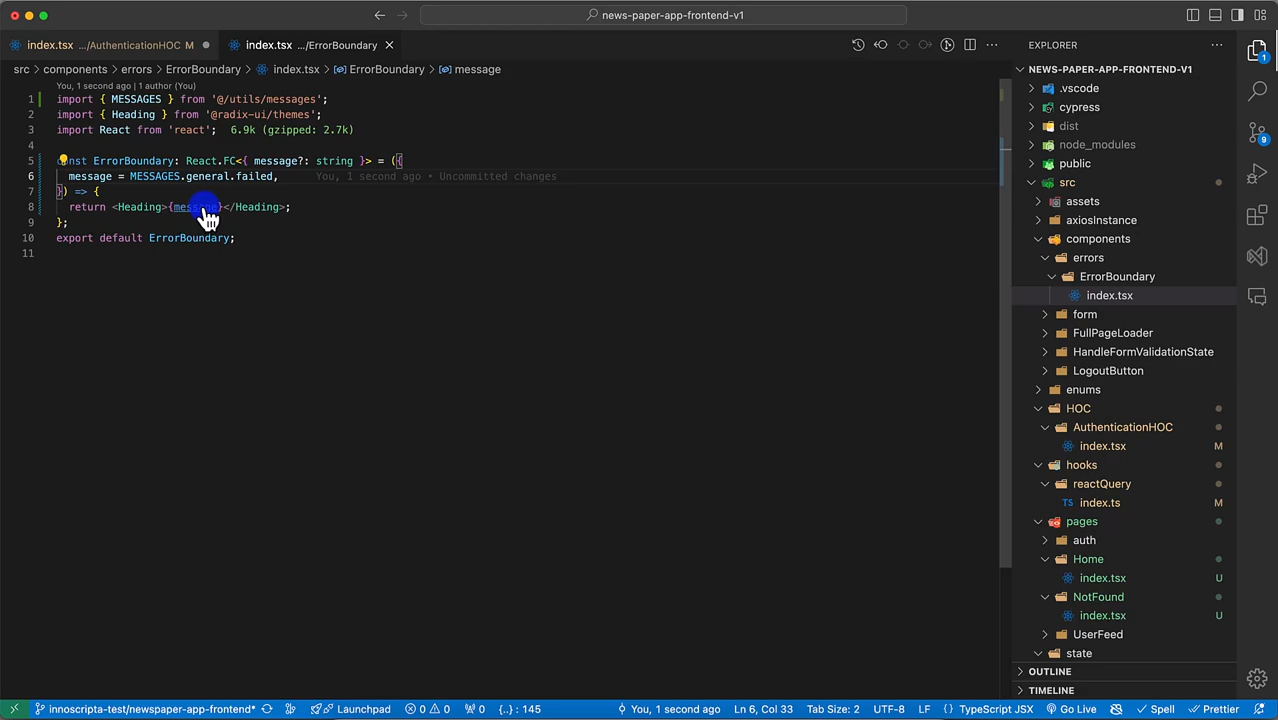 news-paper-app-frontend-v1
index.tsx .../AuthenticationHOC M
index.tsx .../ErrorBoundary
src > components > errors > ErrorBoundary > index.tsx > ErrorBoundary > message
You, 1 second ago | 1 author (You)
1 import { MESSAGES } from '@/utils/messages';
2 import { Heading } from '@radix-ui/themes';
3 import React from 'react'; 6.9k (gzipped: 2.7k)
4
5 const ErrorBoundary: React.FC<{ message?: string }> = ({
6 message = MESSAGES.general.failed, You, 1 second ago • Uncommitted changes
7 }) => {
8 return <Heading>{message}</Heading>;
9 };
10 export default ErrorBoundary;
11
EXPLORER
NEWS-PAPER-APP-FRONTEND-V1
.vscode
cypress
dist
node_modules
public
src
assets
axiosInstance
components
errors
ErrorBoundary
index.tsx
form
FullPageLoader
HandleFormValidationState
LogoutButton
enums
HOC
AuthenticationHOC
index.tsx M
hooks
reactQuery
TS index.ts M
pages
auth
Home
index.tsx U
NotFound
index.tsx U
UserFeed
state
OUTLINE
TIMELINE
1
9
innoscripta-test/newspaper-app-frontend* Launchpad 0 0 0 {..} : 145 You, 1 second ago Ln 6, Col 33 Tab Size: 2 UTF-8 LF {} TypeScript JSX Go Live Spell Prettier